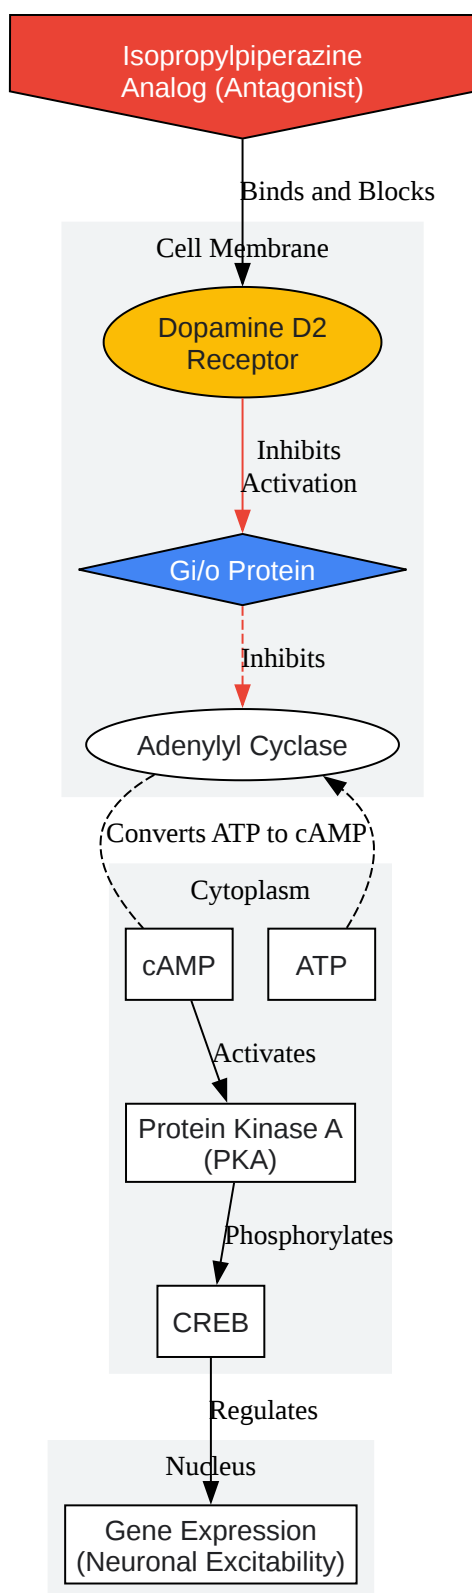 Isopropylpiperazine
Analog (Antagonist)
Binds and Blocks
Cell Membrane
Dopamine D2
Receptor
Inhibits
Activation
Gi/o Protein
Inhibits
Adenylyl Cyclase
Converts ATP to cAMP
Cytoplasm
cAMP
ATP
Activates
Protein Kinase A
(PKA)
Phosphorylates
CREB
Regulates
Nucleus
Gene Expression
(Neuronal Excitability)